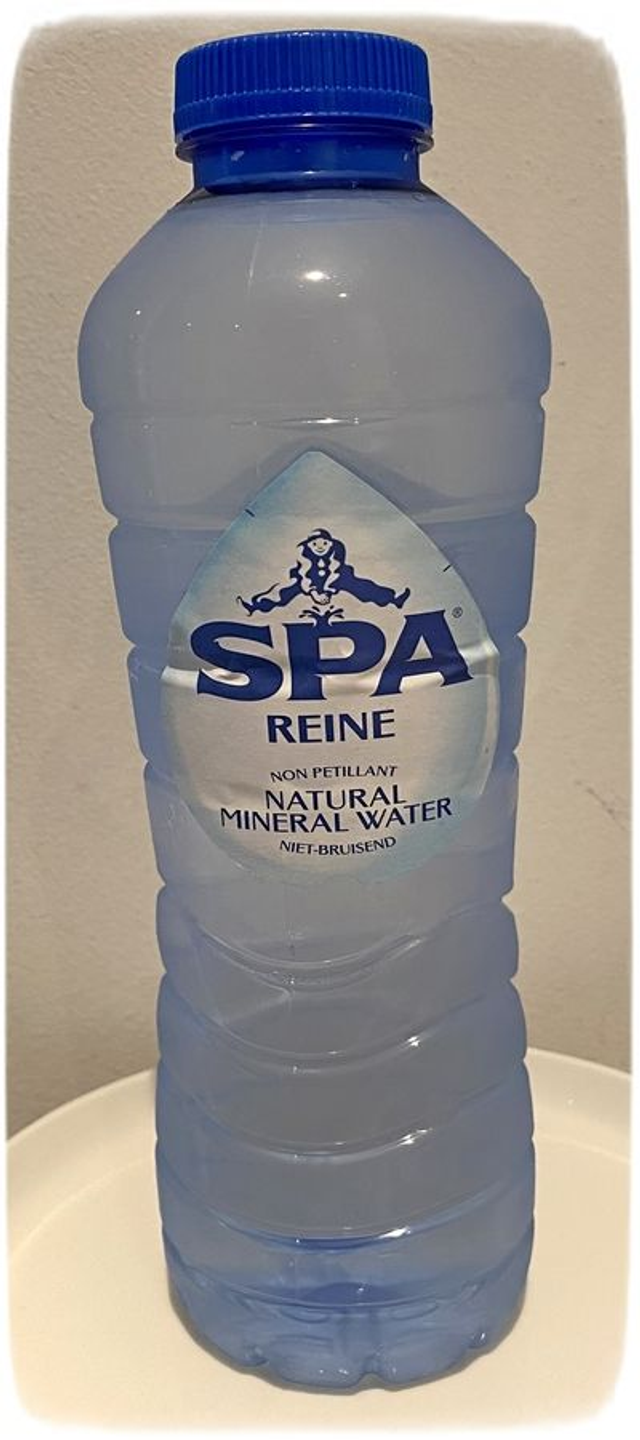 SPA®
REINE
NON PETILLANT
NATURAL
MINERAL WATER
NIET-BRUISEND